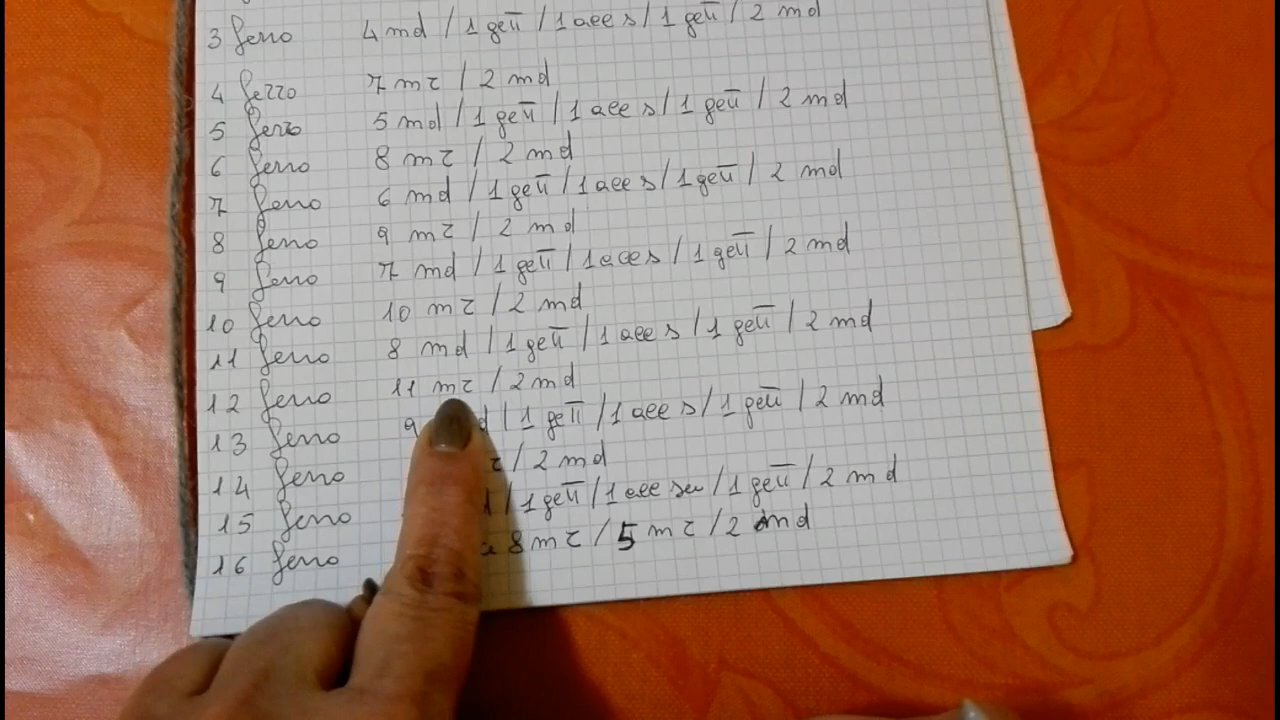 3 ferro 4 md / 1 gett / 1 acc s / 1 gett / 2 md
4 ferro 7 mr / 2 md
5 ferro 5 md / 1 gett / 1 acc s / 1 gett / 2 md
6 ferro 8 mr / 2 md
7 ferro 6 md / 1 gett / 1 acc s / 1 gett / 2 md
8 ferro 9 mr / 2 md
9 ferro 7 md / 1 gett / 1 acc s / 1 gett / 2 md
10 ferro 10 mr / 2 md
11 ferro 8 md / 1 gett / 1 acc s / 1 gett / 2 md
12 ferro 11 mr / 2 md
13 ferro 9 d / 1 gett / 1 acc s / 1 gett / 2 md
14 ferro r / 2 md
15 ferro / 1 gett / 1 acc su / 1 gett / 2 md
16 ferro 8 mr / 5 mr / 2 md